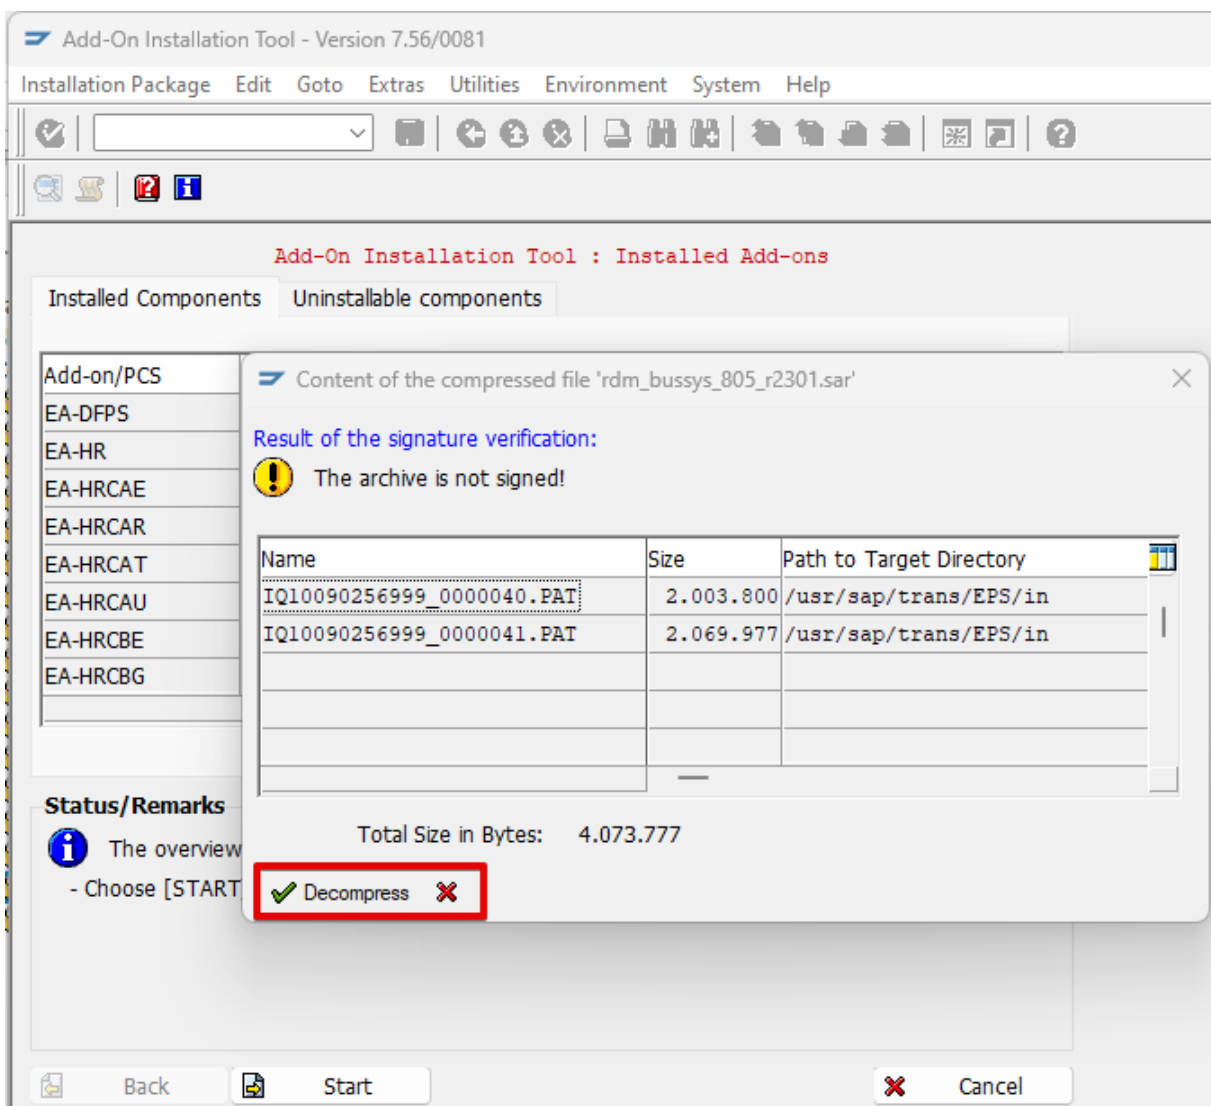 Add-On Installation Tool - Version 7.56/0081
Installation Package Edit Goto Extras Utilities Environment System Help
Add-On Installation Tool : Installed Add-ons
Installed Components Uninstallable components
Add-on/PCS
EA-DFPS
EA-HR
EA-HRCAE
EA-HRCAR
EA-HRCAT
EA-HRCAU
EA-HRCBE
EA-HRCBG
Content of the compressed file 'rdm_bussys_805_r2301.sar'
Result of the signature verification:
The archive is not signed!
Name Size Path to Target Directory
IQ10090256999_0000040.PAT 2.003.800 /usr/sap/trans/EPS/in
IQ10090256999_0000041.PAT 2.069.977 /usr/sap/trans/EPS/in
Total Size in Bytes: 4.073.777
Decompress
Status/Remarks
The overview
- Choose [START]
Back Start Cancel